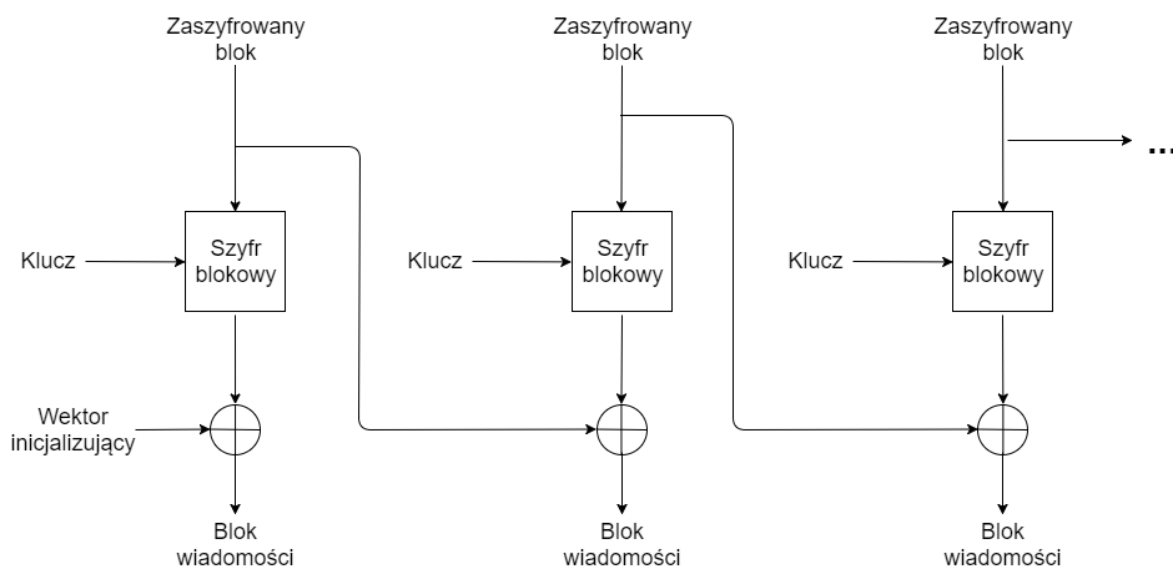 Zaszyfrowany
blok
Zaszyfrowany
blok
Zaszyfrowany
blok
...
Klucz
Szyfr
blokowy
Klucz
Szyfr
blokowy
Klucz
Szyfr
blokowy
Wektor
inicjalizujący
Blok
wiadomości
Blok
wiadomości
Blok
wiadomości